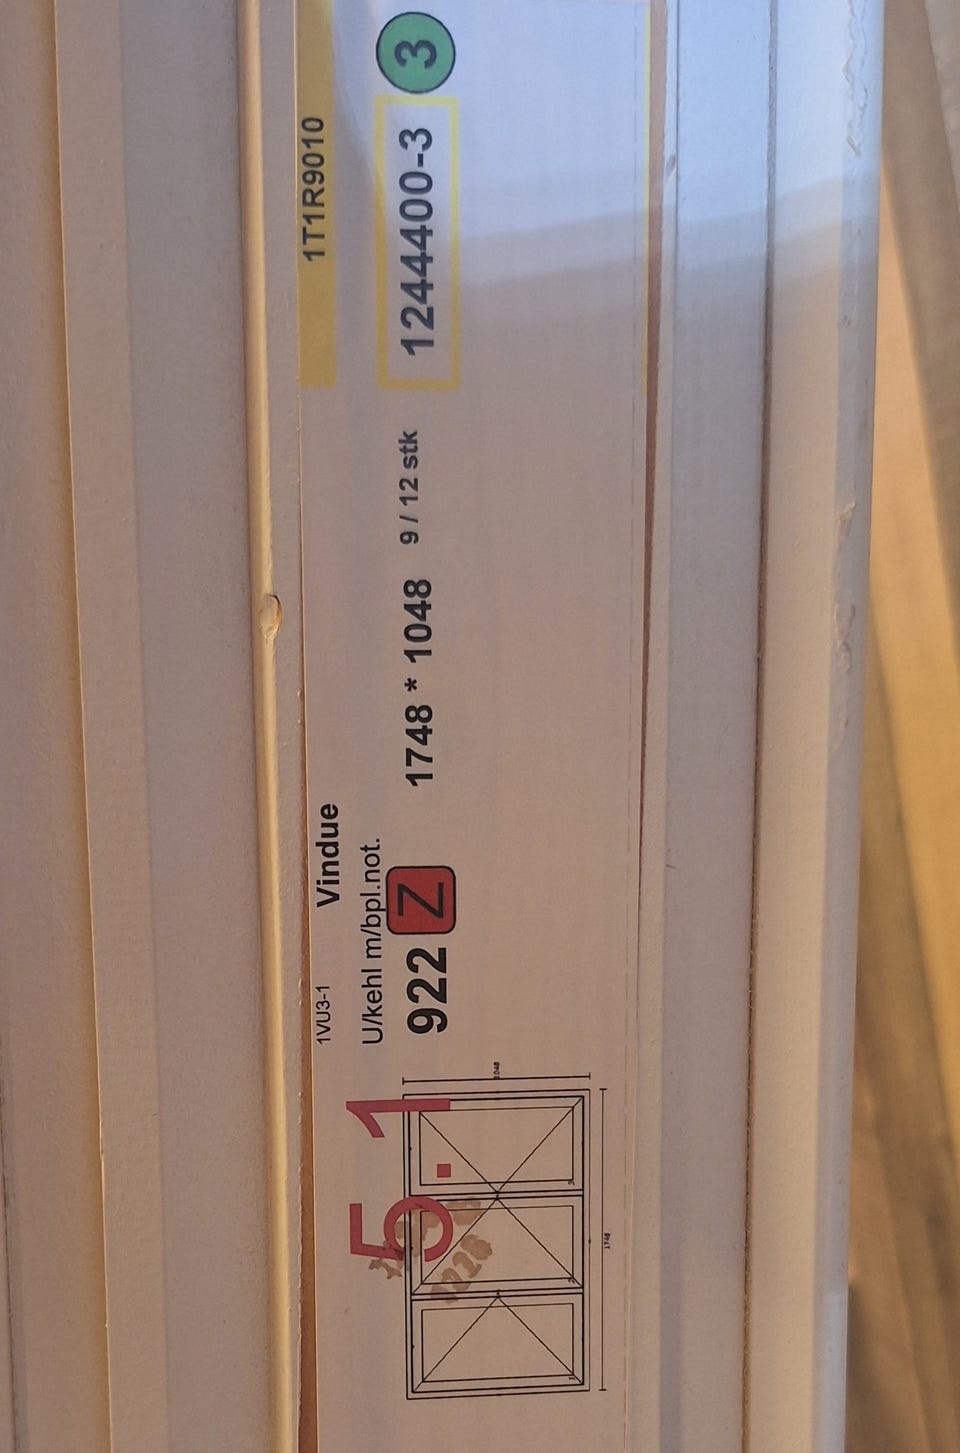 1VU3-1 Vindue 1T1R9010
U/kehl m/bpl.not.
922 Z 1748 * 1048 9 / 12 stk 1244400-3 3
5.1
1048
1748